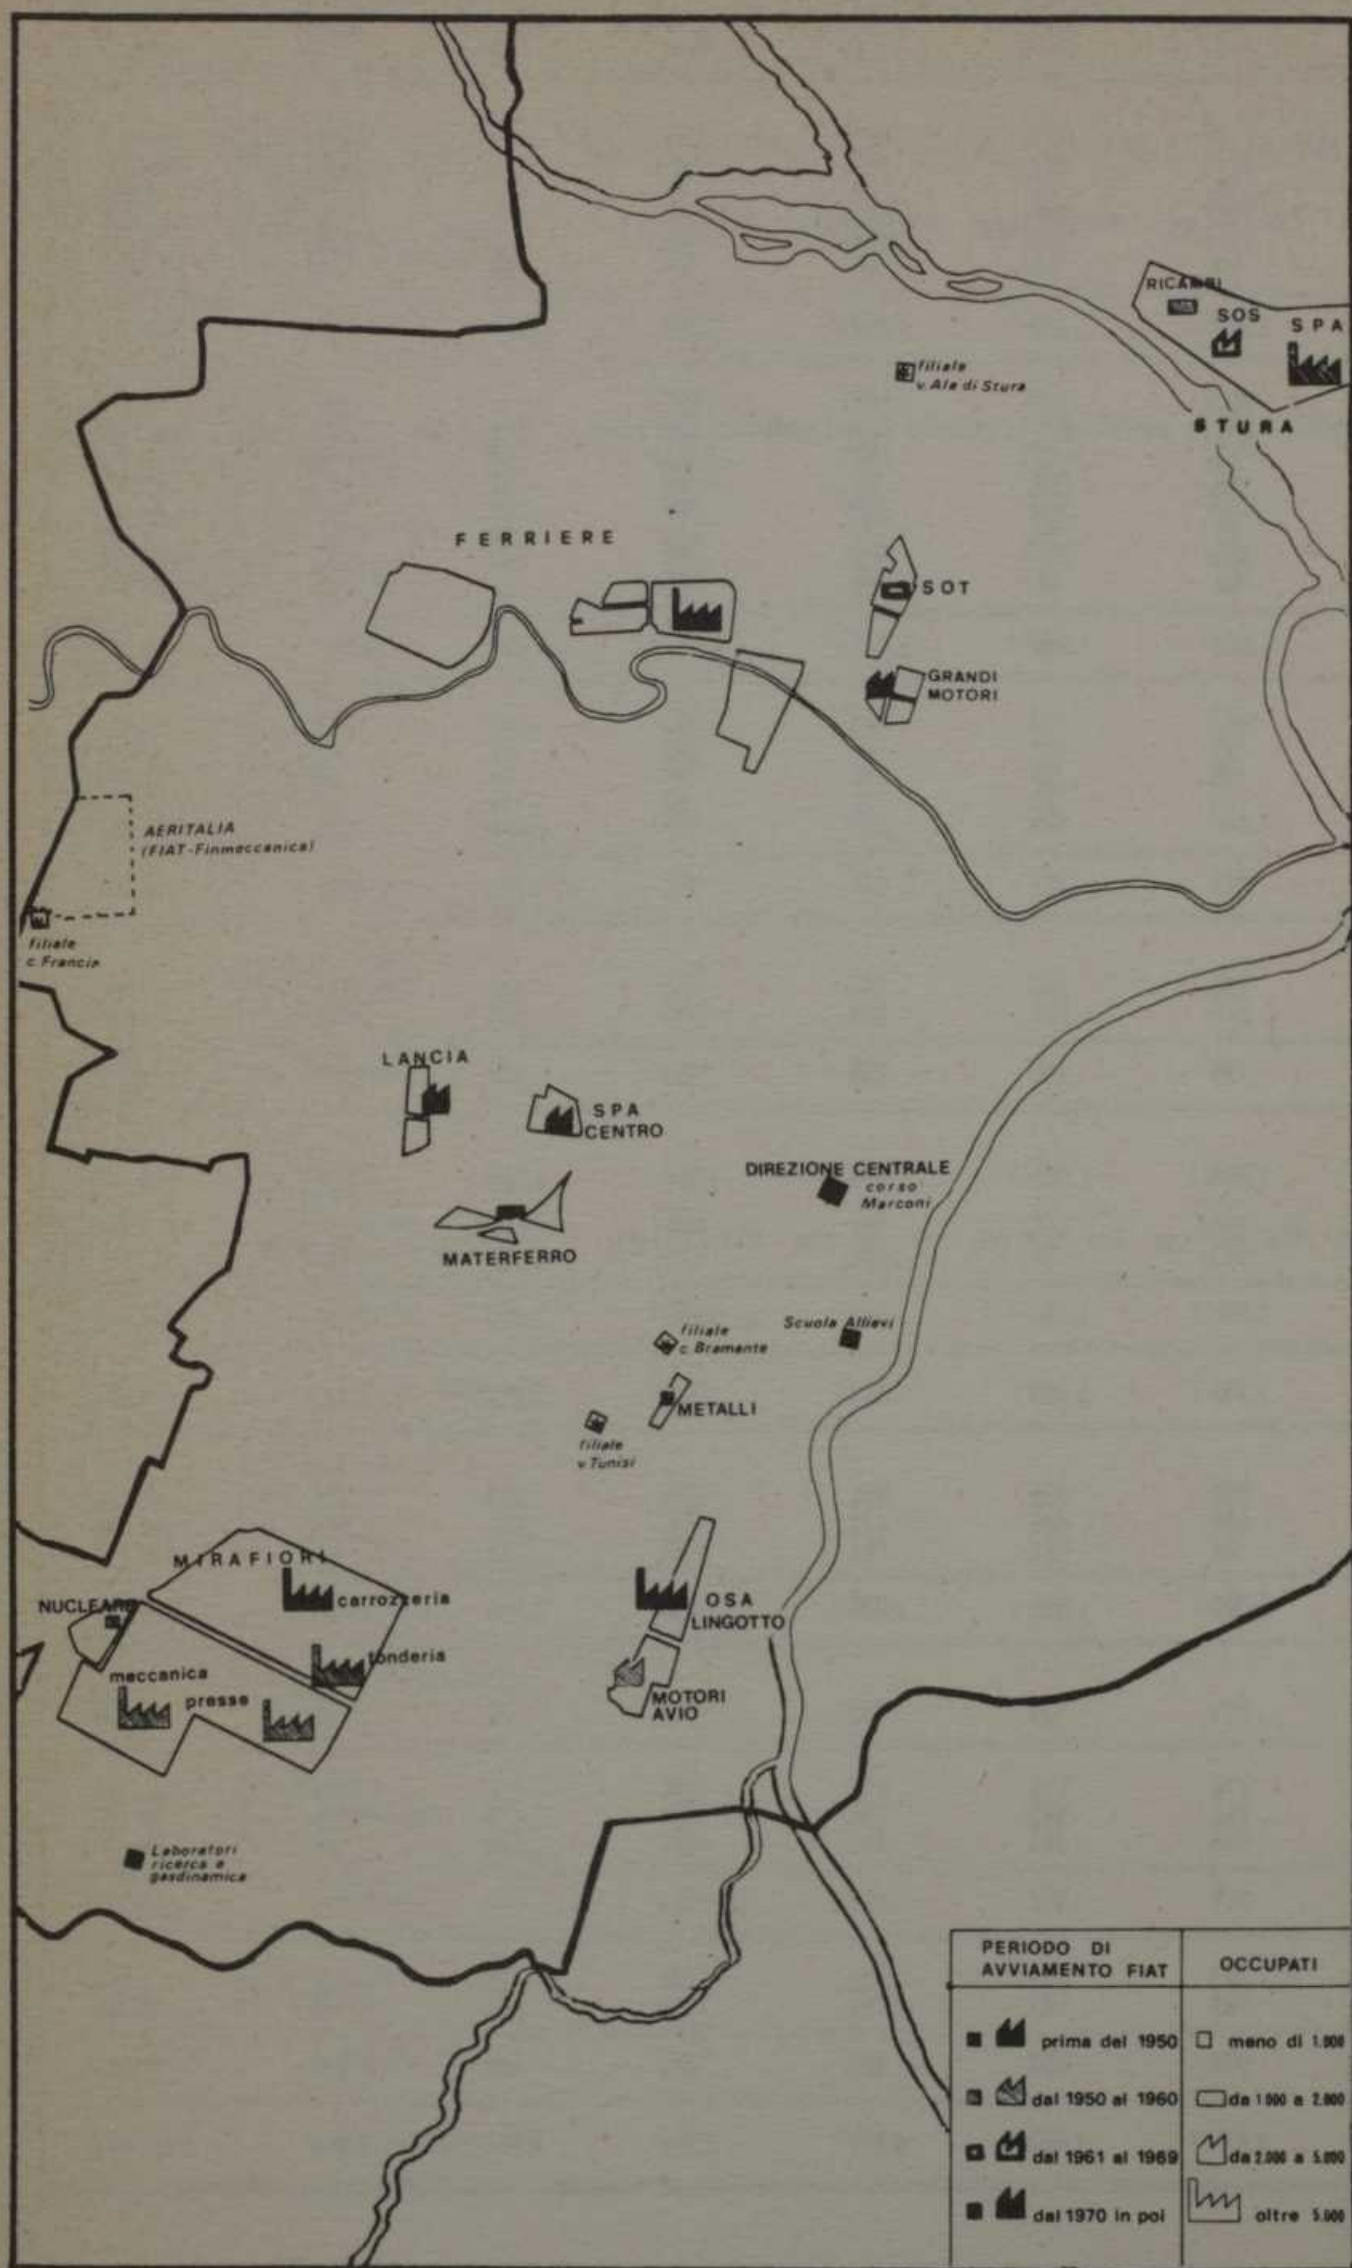 RICAMBI
SOS
SPA
STURA
filiale
v. Ala di Stura
FERRIERE
SOT
GRANDI
MOTORI
AERITALIA
(FIAT-Finmeccanica)
filiale
c. Francia
LANCIA
SPA
CENTRO
DIREZIONE CENTRALE
corso
Marconi
MATERFERRO
filiale
c. Bramante
Scuola Allievi
METALLI
filiale
v. Tunisi
MIRAFIORI
carrozzeria
NUCLEARE
fonderia
meccanica
presse
OSA
LINGOTTO
MOTORI
AVIO
Laboratori
ricerca e
gasdinamica
PERIODO DI
AVVIAMENTO FIAT
OCCUPATI
prima del 1950
meno di 1.000
dal 1950 al 1960
da 1000 a 2.000
dal 1961 al 1969
da 2.000 a 5.000
dal 1970 in poi
oltre 5.000